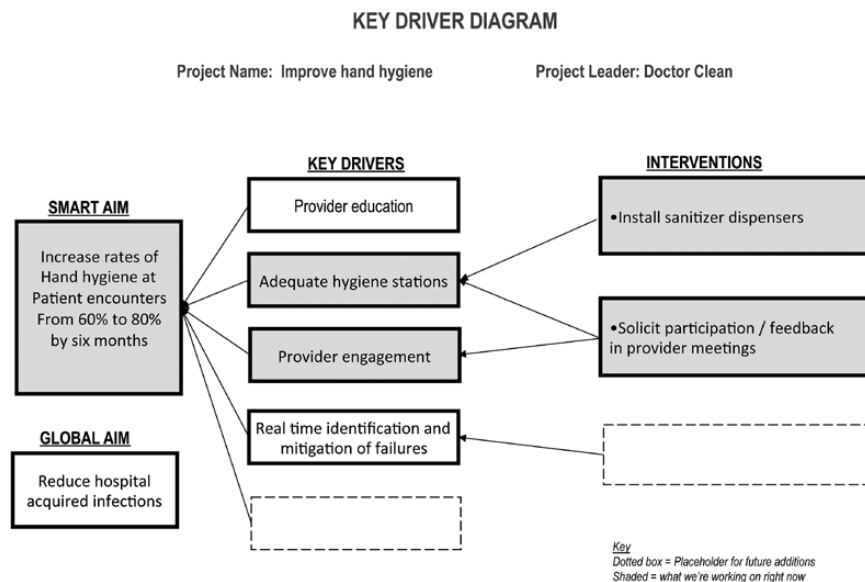 KEY DRIVER DIAGRAM
Project Name: Improve hand hygiene
Project Leader: Doctor Clean
SMART AIM
Increase rates of
Hand hygiene at
Patient encounters
From 60% to 80%
by six months
GLOBAL AIM
Reduce hospital
acquired infections
KEY DRIVERS
Provider education
Adequate hygiene stations
Provider engagement
Real time identification and
mitigation of failures
INTERVENTIONS
•Install sanitizer dispensers
•Solicit participation / feedback
in provider meetings
Key
Dotted box = Placeholder for future additions
Shaded = what we're working on right now